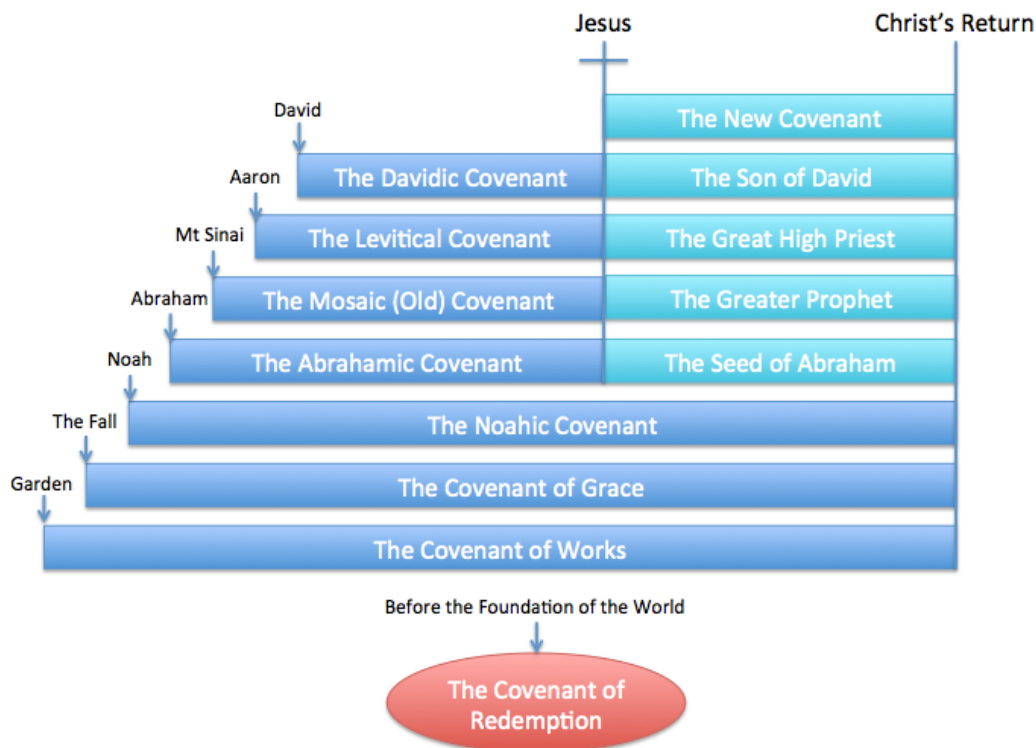 Jesus
Christ's Return
David
The New Covenant
Aaron
The Davidic Covenant
The Son of David
Mt Sinai
The Levitical Covenant
The Great High Priest
Abraham
The Mosaic (Old) Covenant
The Greater Prophet
Noah
The Abrahamic Covenant
The Seed of Abraham
The Fall
The Noahic Covenant
Garden
The Covenant of Grace
The Covenant of Works
Before the Foundation of the World
The Covenant of
Redemption